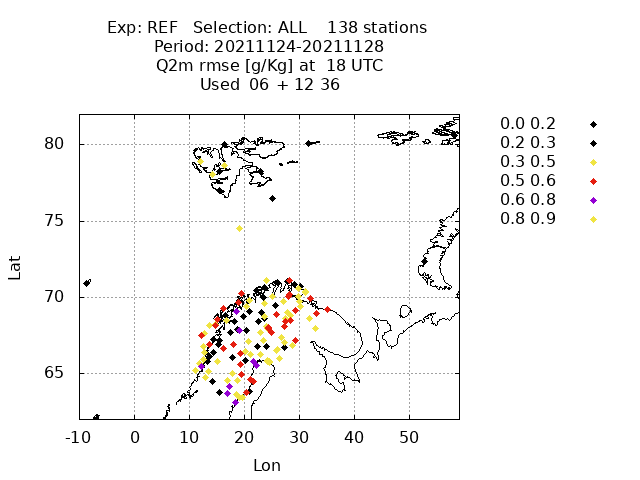 Exp: REF Selection: ALL 138 stations
Period: 20211124-20211128
Q2m rmse [g/Kg] at 18 UTC
Used 06 + 12 36
0.0 0.2
0.2 0.3
0.3 0.5
0.5 0.6
0.6 0.8
0.8 0.9
80
75
70
65
Lat
-10 0 10 20 30 40 50
Lon